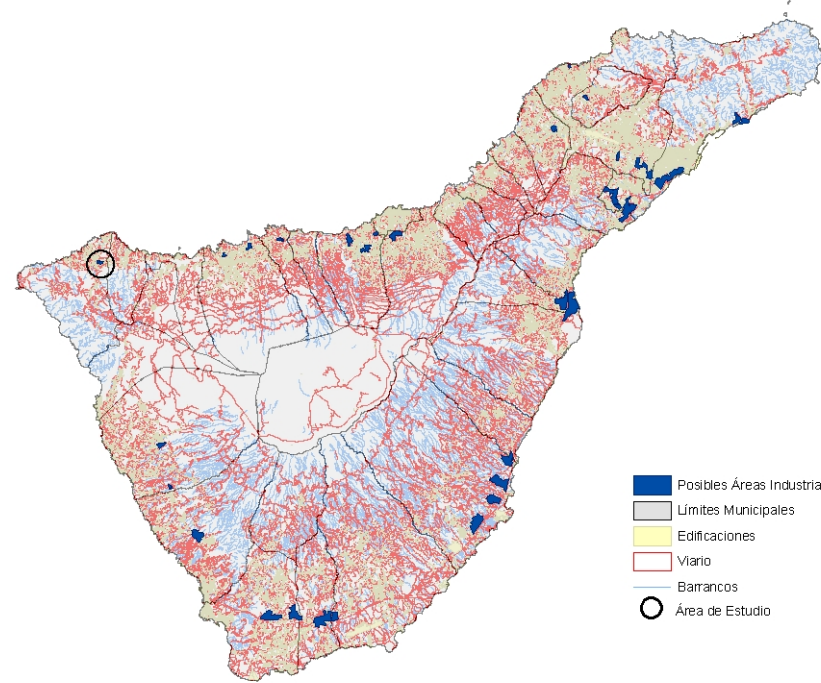 Posibles Áreas Industria
Límites Municipales
Edificaciones
Viario
Barrancos
Área de Estudio